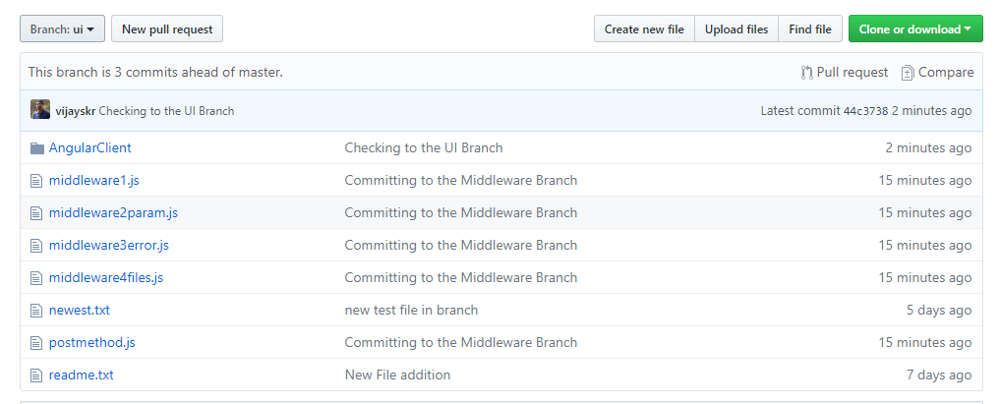 Branch: ui New pull request Create new file Upload files Find file Clone or download
This branch is 3 commits ahead of master. Pull request Compare
vijayskr Checking to the UI Branch Latest commit 44c3738 2 minutes ago
AngularClient Checking to the UI Branch 2 minutes ago
middleware1.js Committing to the Middleware Branch 15 minutes ago
middleware2param.js Committing to the Middleware Branch 15 minutes ago
middleware3error.js Committing to the Middleware Branch 15 minutes ago
middleware4files.js Committing to the Middleware Branch 15 minutes ago
newest.txt new test file in branch 5 days ago
postmethod.js Committing to the Middleware Branch 15 minutes ago
readme.txt New File addition 7 days ago